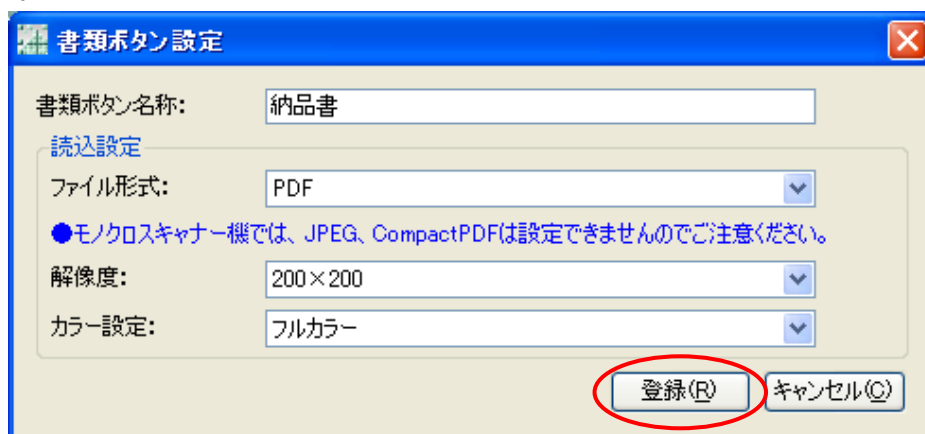 書類ボタン設定
書類ボタン名称: 納品書
読込設定
ファイル形式: PDF
●モノクロスキャナー機では、JPEG、CompactPDFは設定できませんのでご注意ください。
解像度: 200×200
カラー設定: フルカラー
登録(R) キャンセル(C)